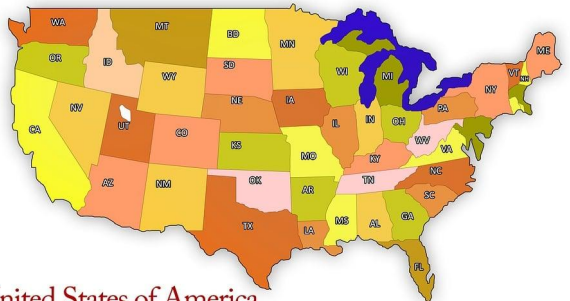 WA
MT
BD
MN
ME
OR
ID
SD
WI
MI
VT
NH
NY
WY
NV
NE
IA
PA
CA
UT
CO
IL
IN
OH
KS
MO
WV
VA
KY
AZ
NM
OK
TN
NC
AR
SC
TX
LA
MS
AL
GA
FL
nited States of America